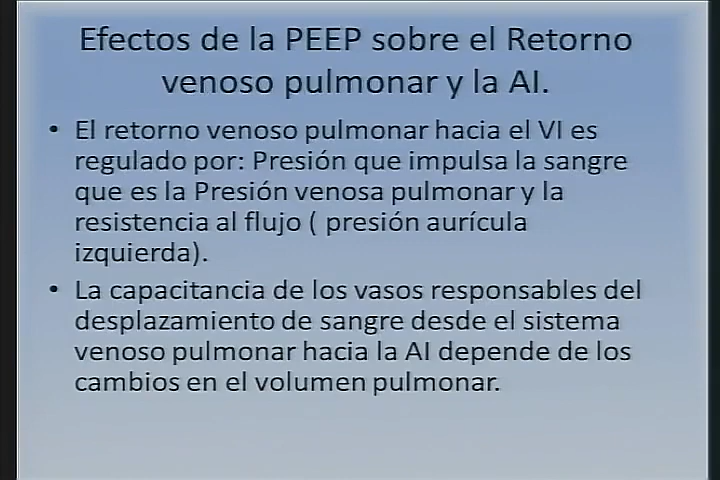 Efectos de la PEEP sobre el Retorno
venoso pulmonar y la AI.
• El retorno venoso pulmonar hacia el VI es
regulado por: Presión que impulsa la sangre
que es la Presión venosa pulmonar y la
resistencia al flujo ( presión aurícula
izquierda).
• La capacitancia de los vasos responsables del
desplazamiento de sangre desde el sistema
venoso pulmonar hacia la AI depende de los
cambios en el volumen pulmonar.